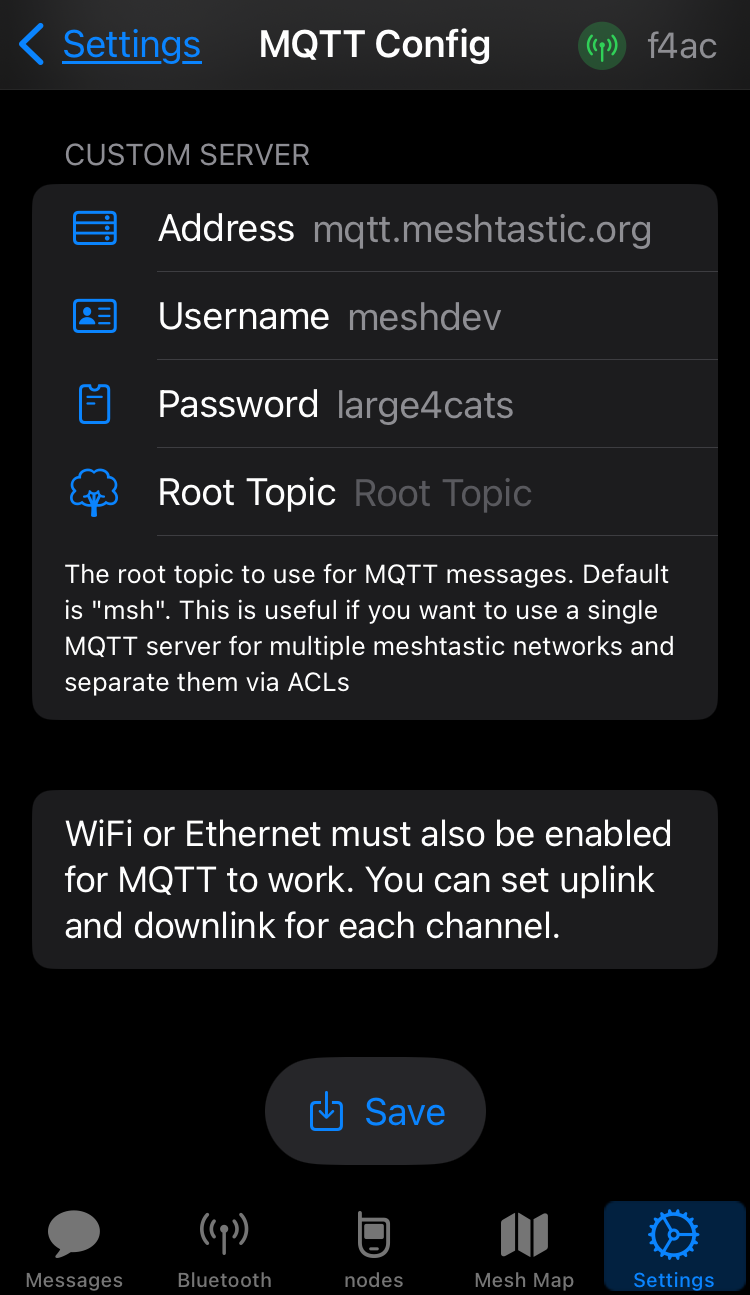 Settings MQTT Config f4ac
CUSTOM SERVER
Address mqtt.meshtastic.org
Username meshdev
Password large4cats
Root Topic Root Topic
The root topic to use for MQTT messages. Default
is "msh". This is useful if you want to use a single
MQTT server for multiple meshtastic networks and
separate them via ACLs
WiFi or Ethernet must also be enabled
for MQTT to work. You can set uplink
and downlink for each channel.
Save
Messages Bluetooth nodes Mesh Map Settings